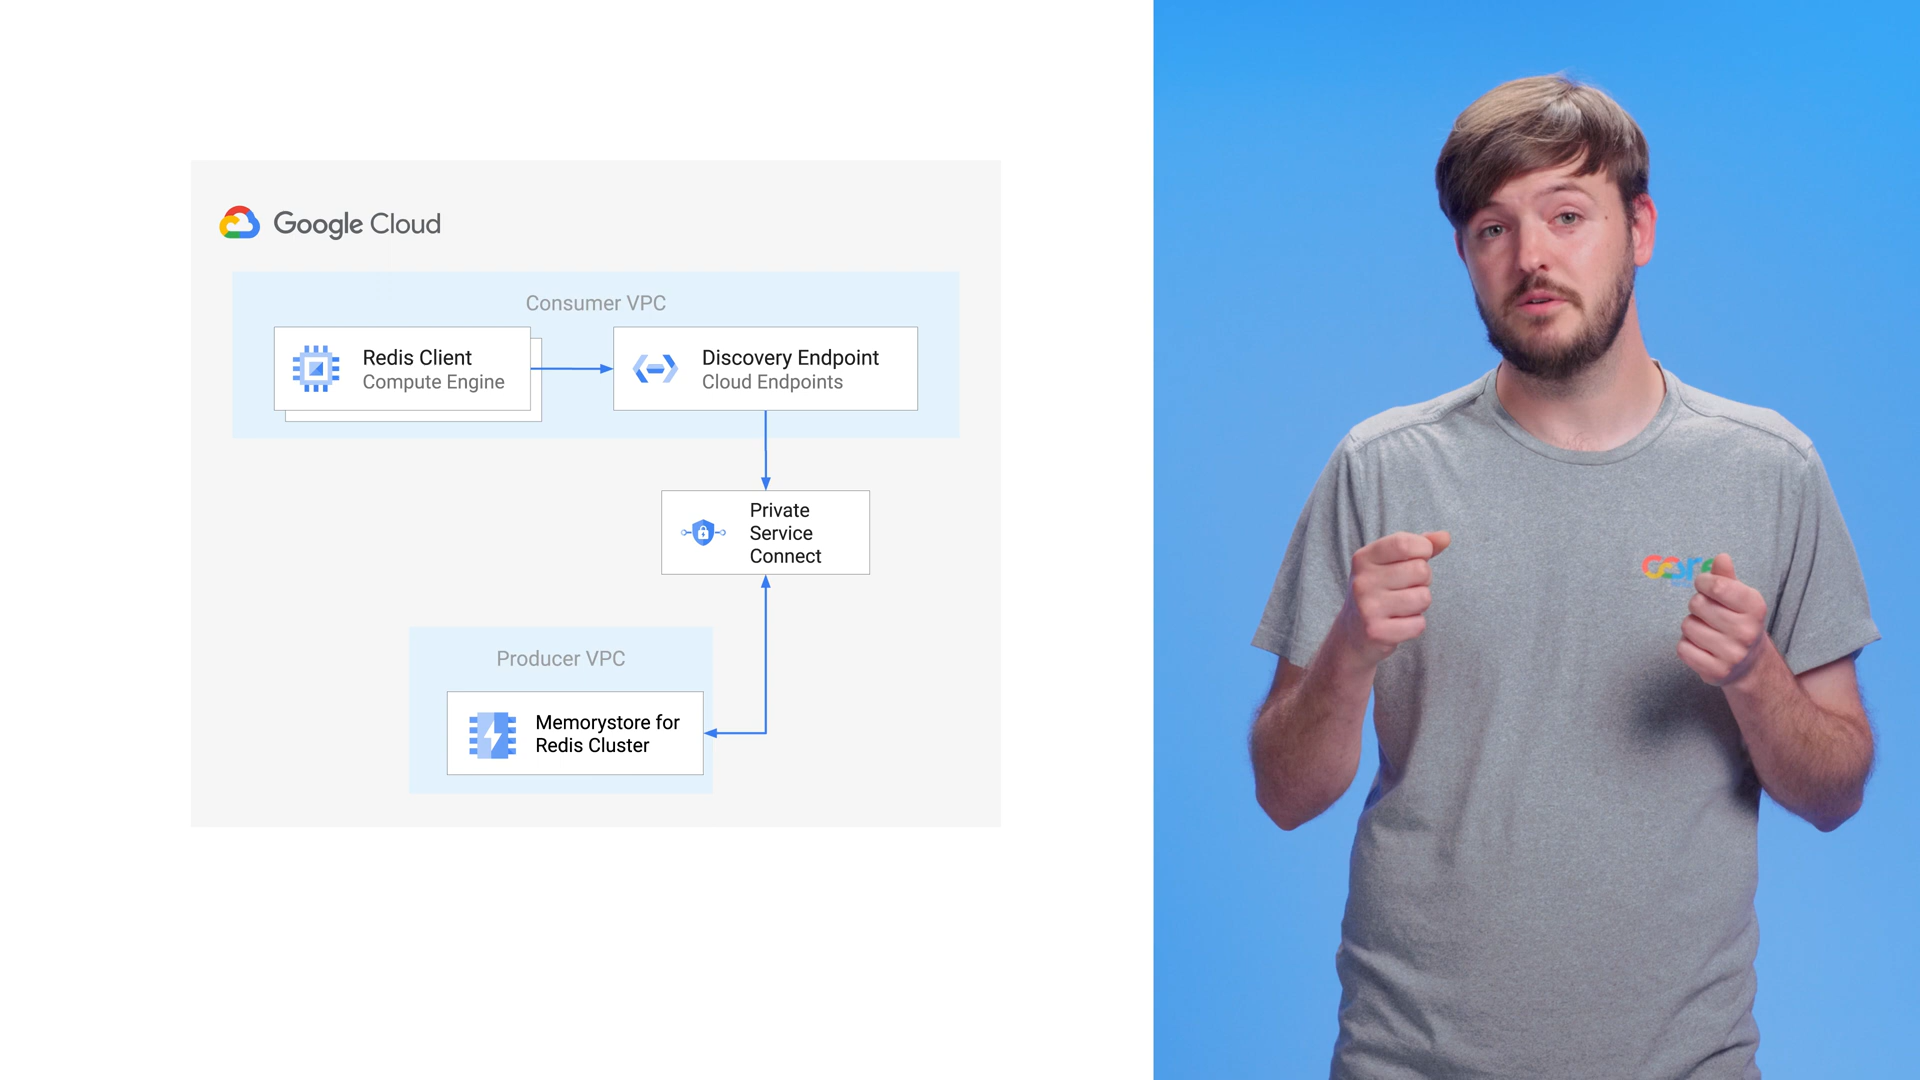 Google Cloud
Consumer VPC
Redis Client
Compute Engine
Discovery Endpoint
Cloud Endpoints
Private
Service
Connect
Producer VPC
Memorystore for
Redis Cluster